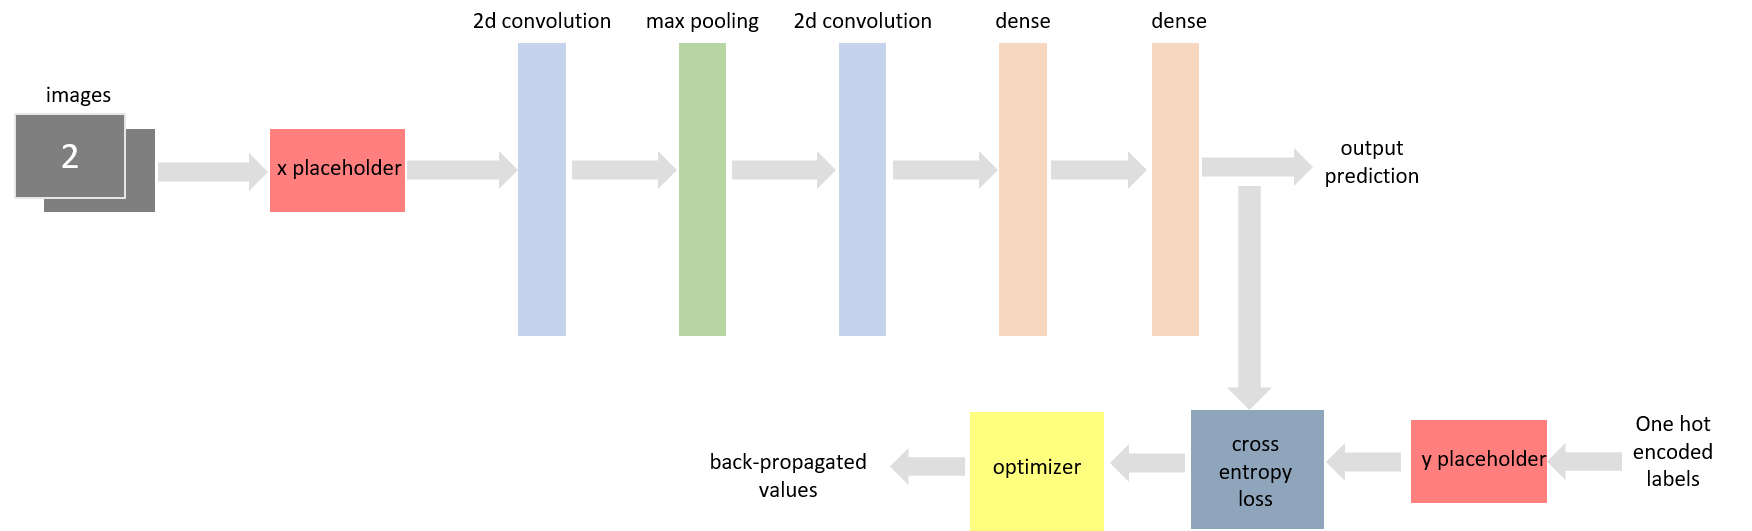 2d convolution
max pooling
2d convolution
dense
dense
images
2
x placeholder
output
prediction
One hot
encoded
labels
y placeholder
cross
entropy
loss
optimizer
back-propagated
values